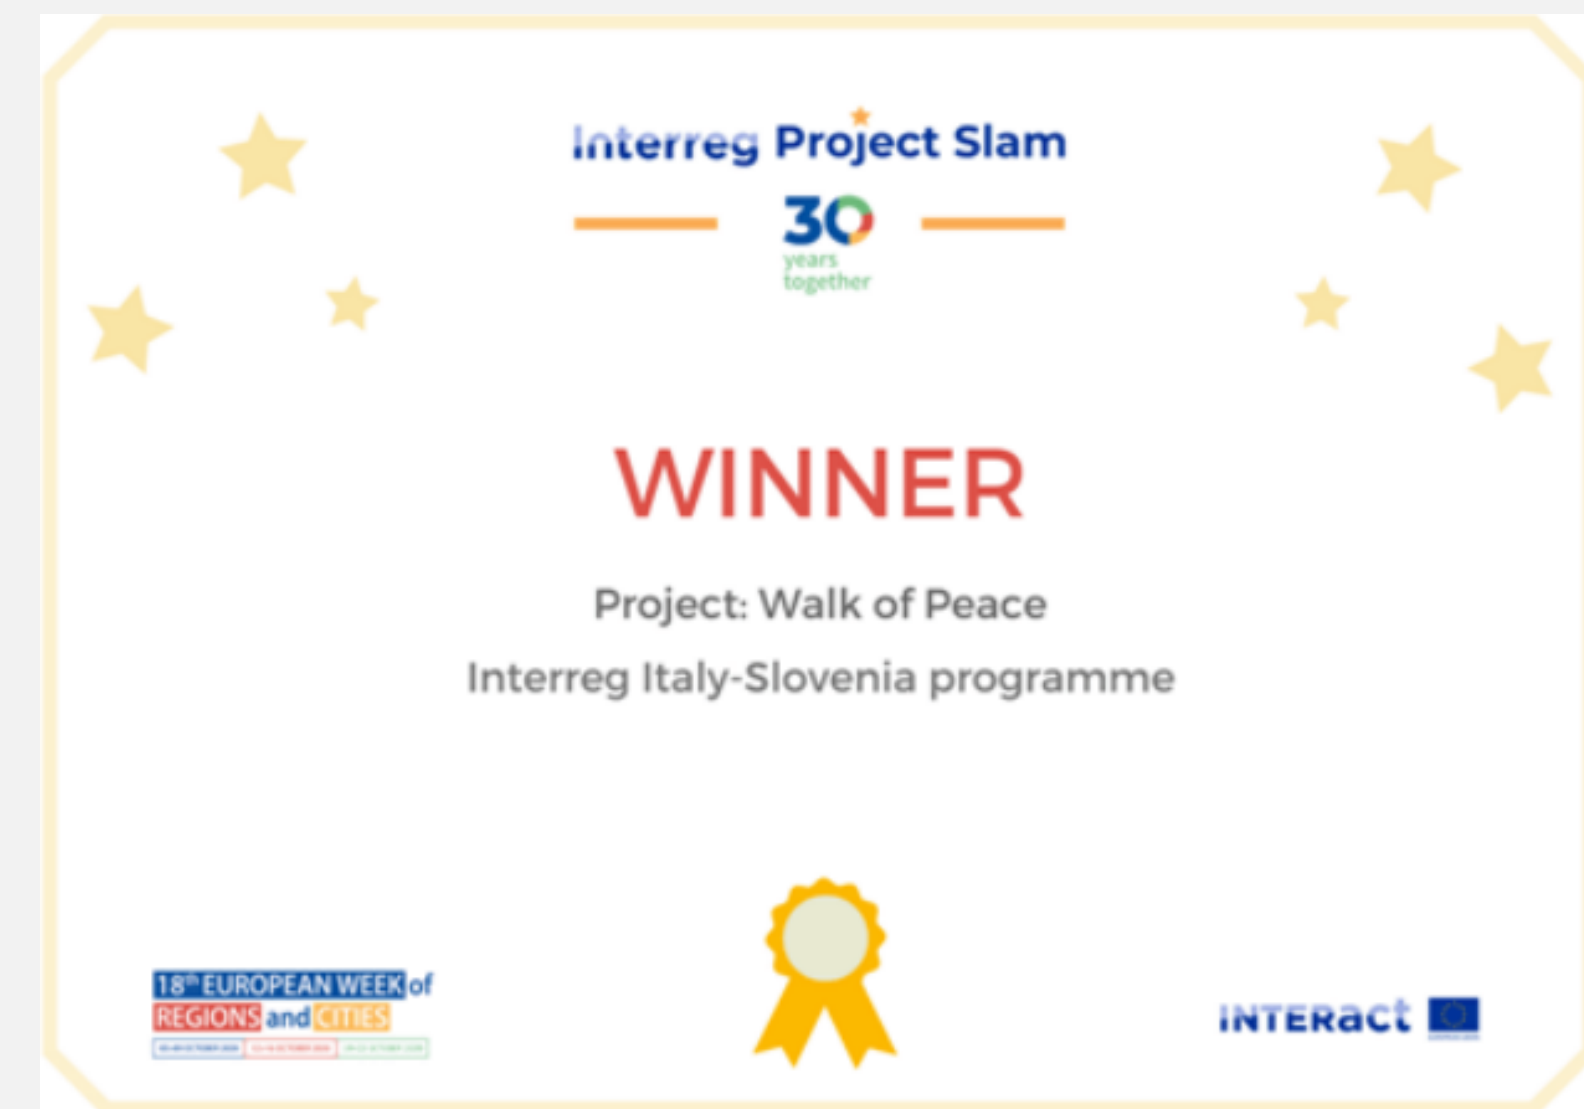 Interreg Project Slam
30
years
together
WINNER
Project: Walk of Peace
Interreg Italy-Slovenia programme
18th EUROPEAN WEEK of
REGIONS and CITIES
INTERact